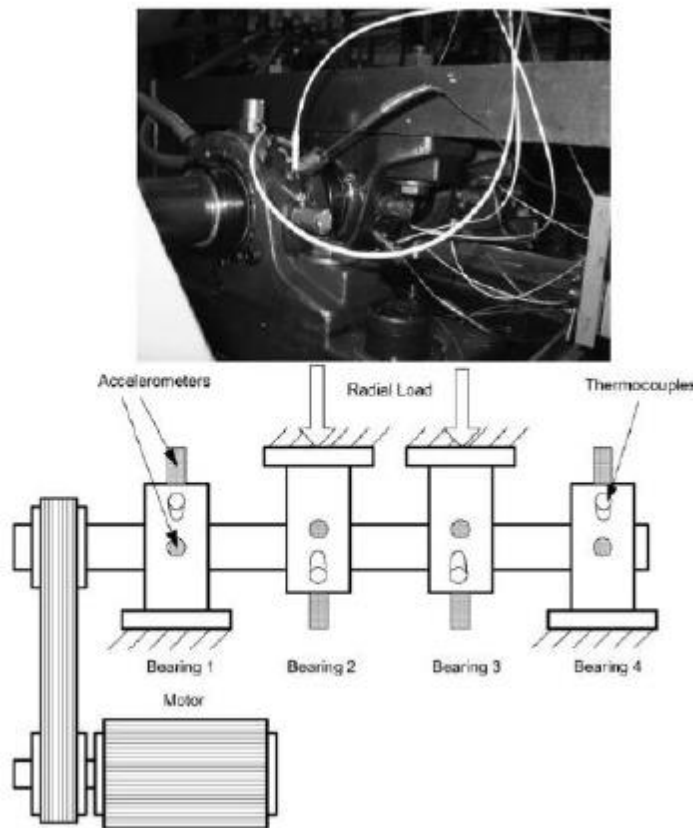 Accelerometers
Radial Load
Thermocouples
Bearing 1
Bearing 2
Bearing 3
Bearing 4
Motor